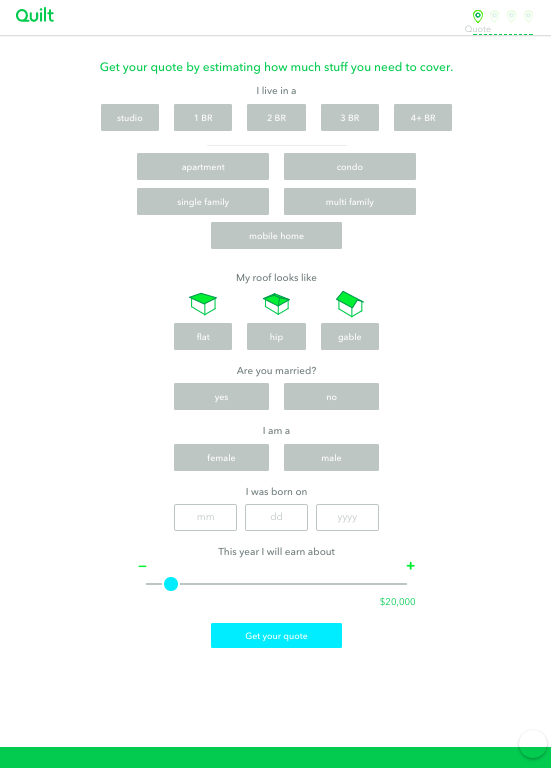 Quilt
Quote
Get your quote by estimating how much stuff you need to cover.
I live in a
studio 1 BR 2 BR 3 BR 4+ BR
apartment condo
single family multi family
mobile home
My roof looks like
flat hip gable
Are you married?
yes no
I am a
female male
I was born on
mm dd yyyy
This year I will earn about
– +
$20,000
Get your quote